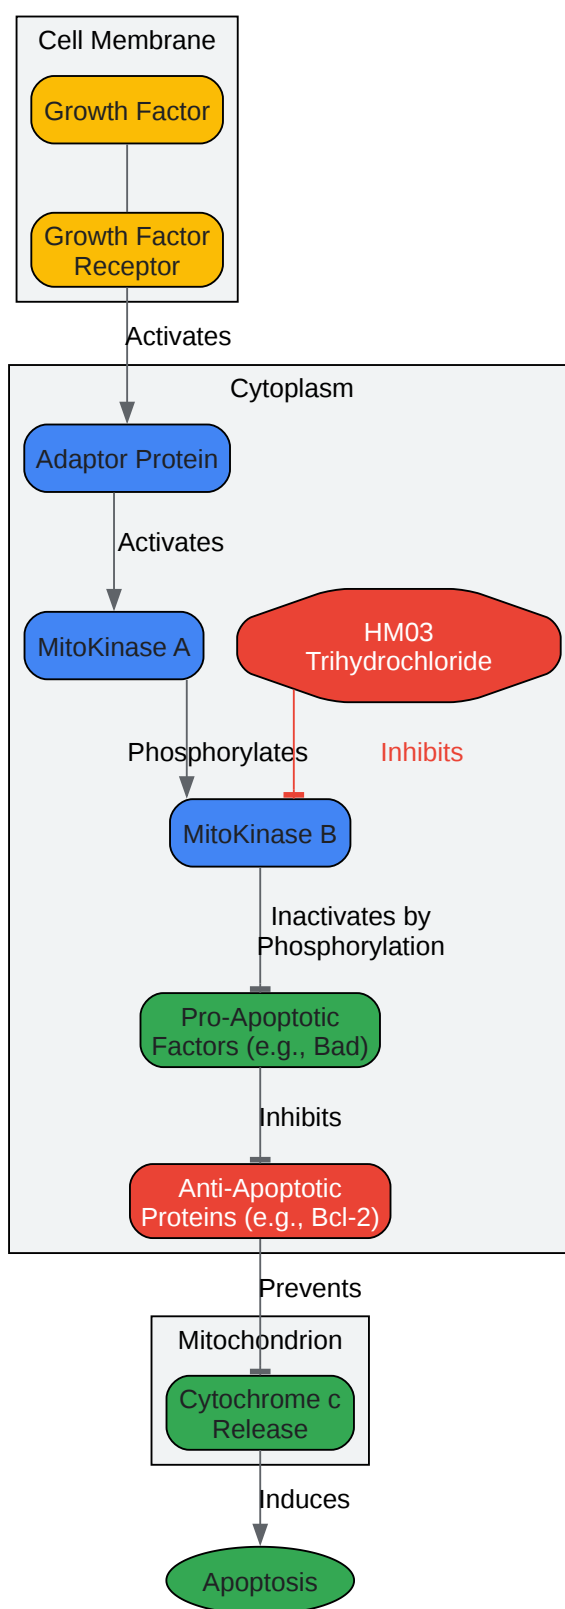 Cell Membrane
Growth Factor
Growth Factor
Receptor
Activates
Cytoplasm
Adaptor Protein
Activates
HM03
Trihydrochloride
MitoKinase A
Phosphorylates
Inhibits
MitoKinase B
Inactivates by
Phosphorylation
Pro-Apoptotic
Factors (e.g., Bad)
Inhibits
Anti-Apoptotic
Proteins (e.g., Bcl-2)
Prevents
Mitochondrion
Cytochrome c
Release
Induces
Apoptosis